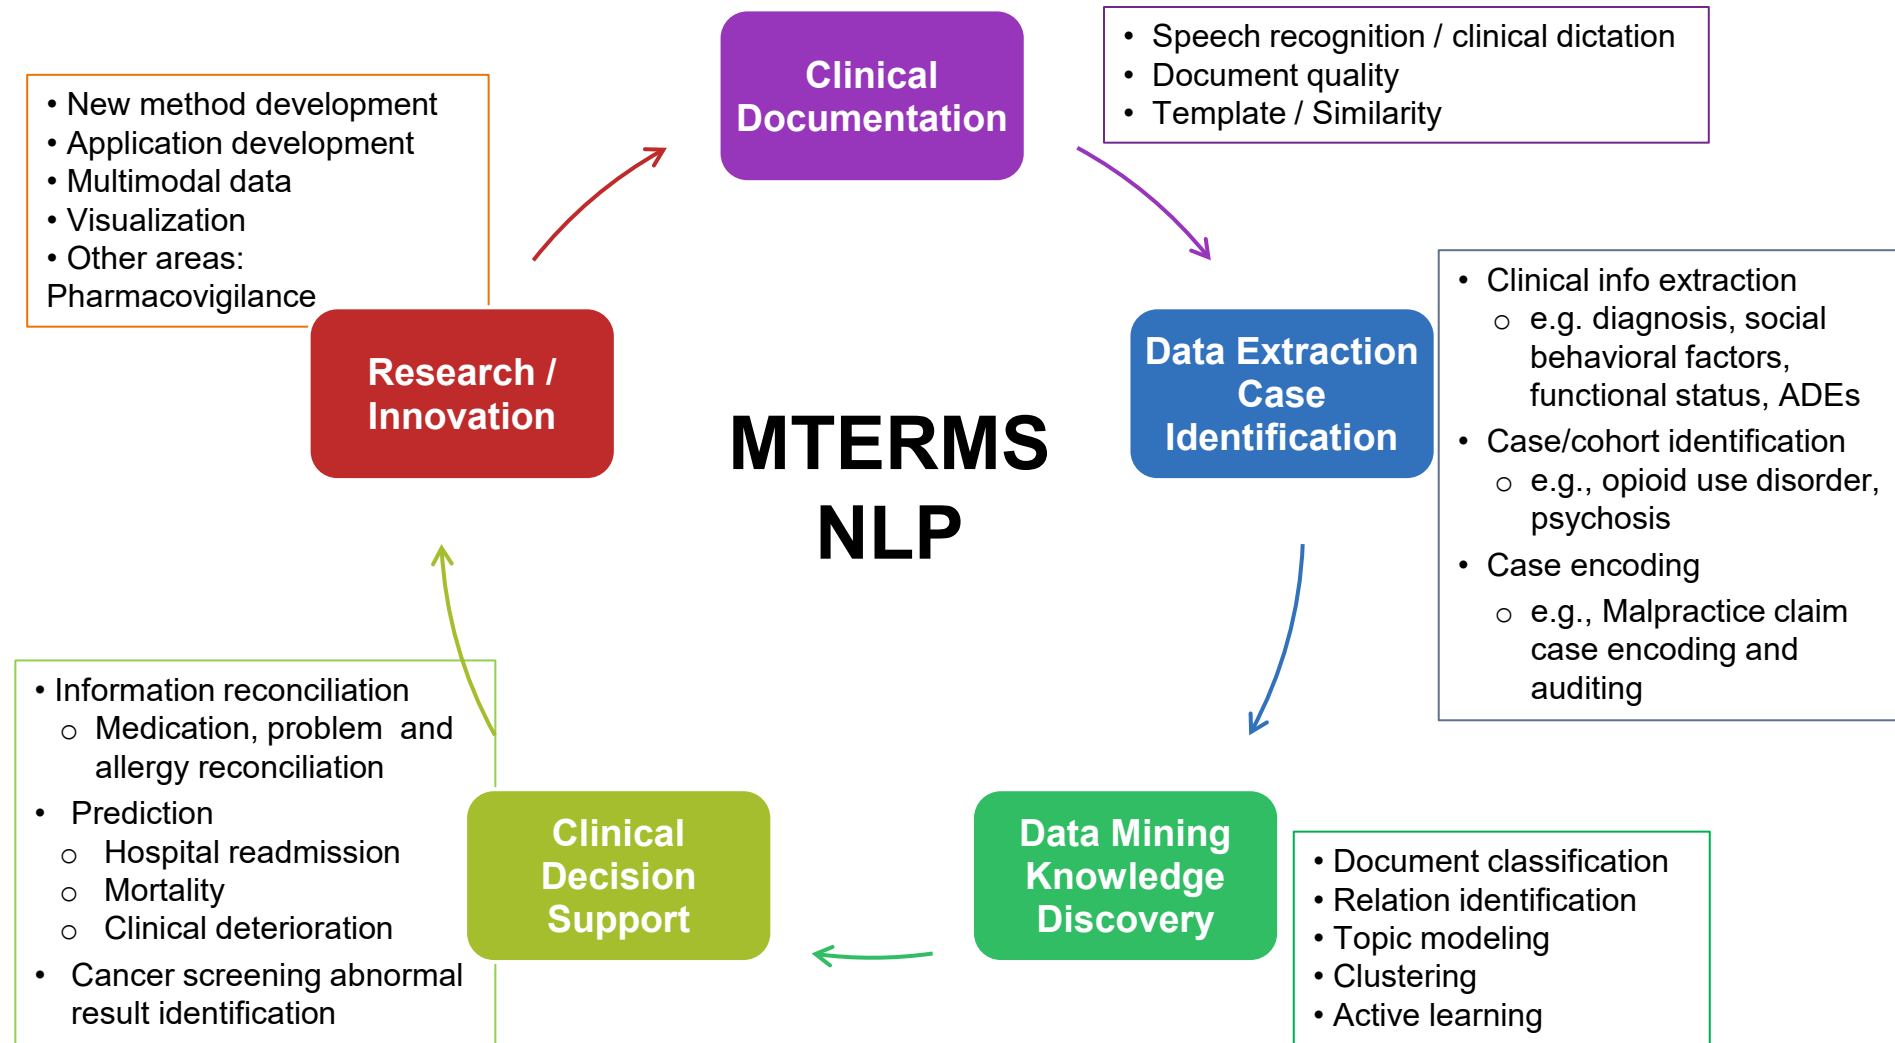 Clinical
Documentation
• Speech recognition / clinical dictation
• Document quality
• Template / Similarity
Data Extraction
Case
Identification
• Clinical info extraction
o e.g. diagnosis, social
behavioral factors,
functional status, ADEs
• Case/cohort identification
o e.g., opioid use disorder,
psychosis
• Case encoding
o e.g., Malpractice claim
case encoding and
auditing
Data Mining
Knowledge
Discovery
• Document classification
• Relation identification
• Topic modeling
• Clustering
• Active learning
Clinical
Decision
Support
• Information reconciliation
o Medication, problem and
allergy reconciliation
• Prediction
o Hospital readmission
o Mortality
o Clinical deterioration
• Cancer screening abnormal
result identification
Research /
Innovation
• New method development
• Application development
• Multimodal data
• Visualization
• Other areas:
Pharmacovigilance
MTERMS
NLP